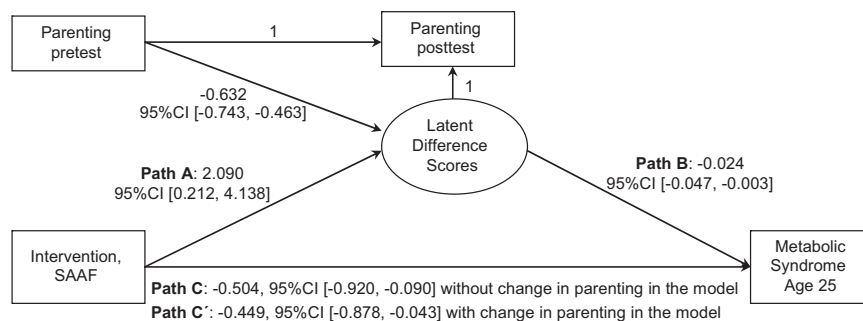 Parenting
pretest
1
Parenting
posttest
-0.632
95%CI [-0.743, -0.463]
1
Latent
Difference
Scores
Path A: 2.090
95%CI [0.212, 4.138]
Path B: -0.024
95%CI [-0.047, -0.003]
Intervention,
SAAF
Metabolic
Syndrome
Age 25
Path C: -0.504, 95%CI [-0.920, -0.090] without change in parenting in the model
Path C´: -0.449, 95%CI [-0.878, -0.043] with change in parenting in the model